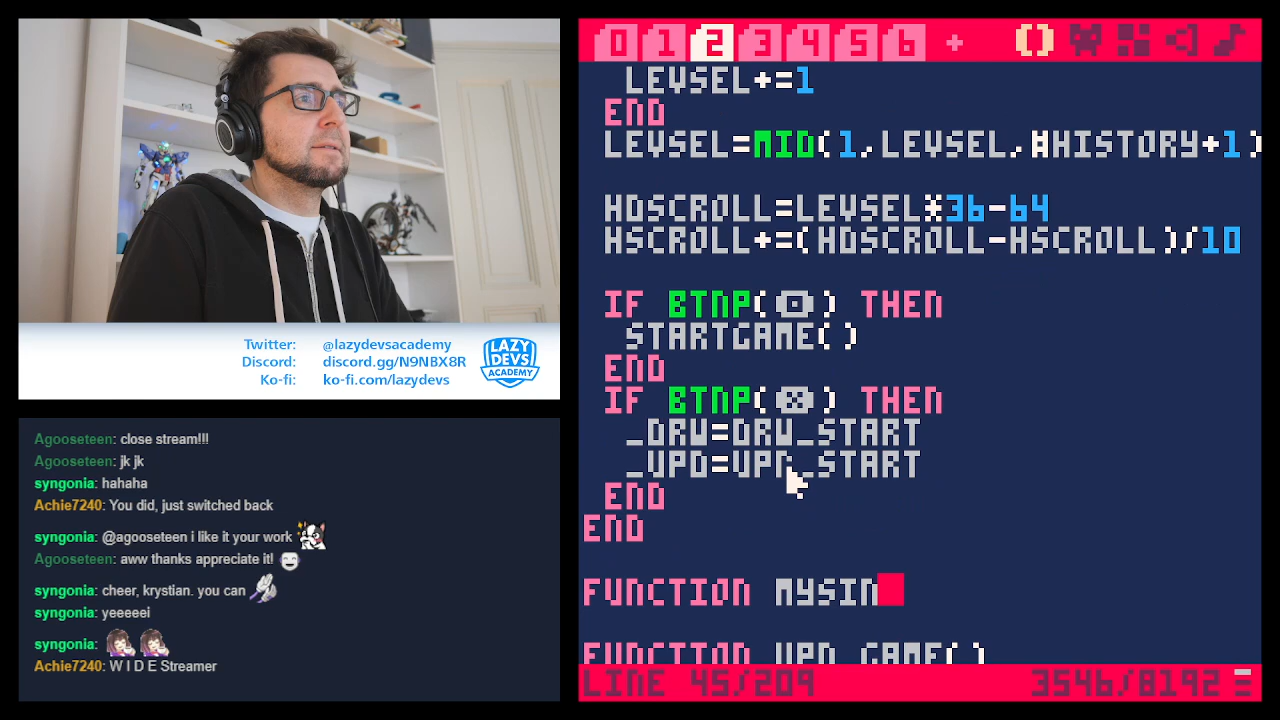 Twitter: @lazydevsacademy
Discord: discord.gg/N9NBX8R
Ko-fi: ko-fi.com/lazydevs
LAZY
DEVS
ACADEMY
Agooseteen: close stream!!!
Agooseteen: jk jk
syngonia: hahaha
Achie7240: You did, just switched back
syngonia: @agooseteen i like it your work
Agooseteen: aww thanks appreciate it!
syngonia: cheer, krystian. you can
syngonia: yeeeeei
syngonia:
Achie7240: W I D E Streamer
0 1 2 3 4 5 6 + ()
LEVSEL+=1
END
LEVSEL=MID(1,LEVSEL,#HISTORY+1)
HDSCROLL=LEVSEL*36-64
HSCROLL+=(HDSCROLL-HSCROLL)/10
IF BTNP(🅾️) THEN
STARTGAME()
END
IF BTNP(❎) THEN
_DRW=DRW_START
_UPD=UPD_START
END
END
FUNCTION MYSIN
FUNCTION UPD_GAME()
LINE 45/209
3546/8192